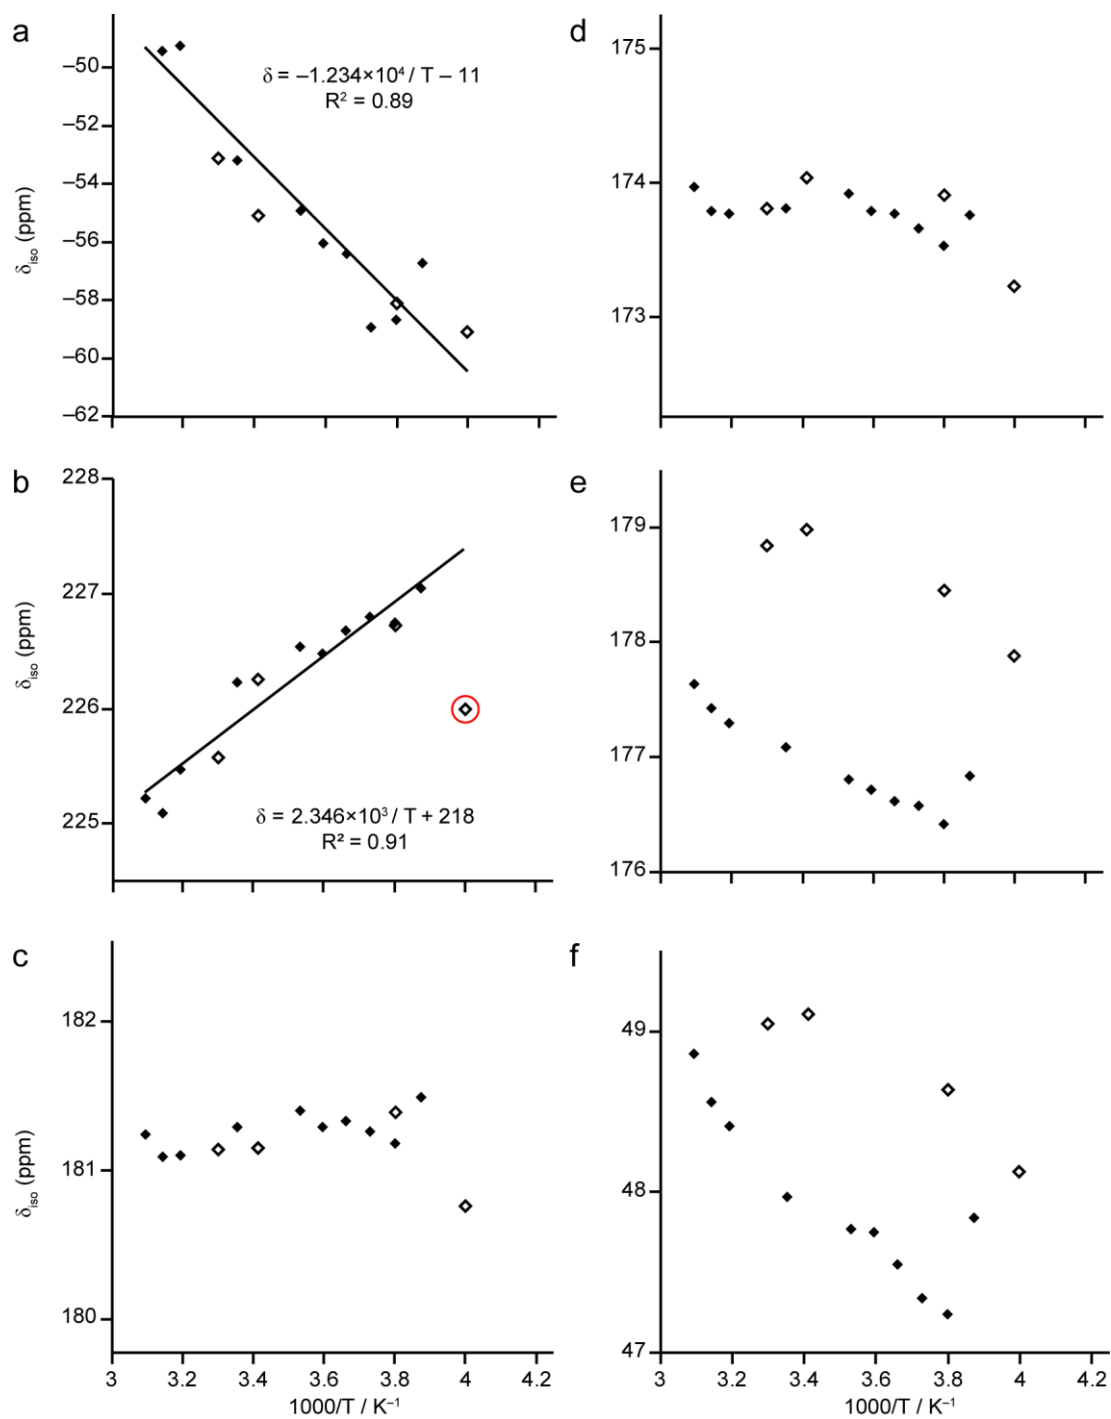 a
–50
–52
–54
–56
–58
–60
–62
δiso (ppm)
δ = –1.234×10⁴ / T – 11
R² = 0.89
d
175
174
173
b
228
227
226
225
δiso (ppm)
δ = 2.346×10³ / T + 218
R² = 0.91
e
179
178
177
176
c
182
181
180
δiso (ppm)
3 3.2 3.4 3.6 3.8 4 4.2
1000/T / K⁻¹
f
49
48
47
3 3.2 3.4 3.6 3.8 4 4.2
1000/T / K⁻¹